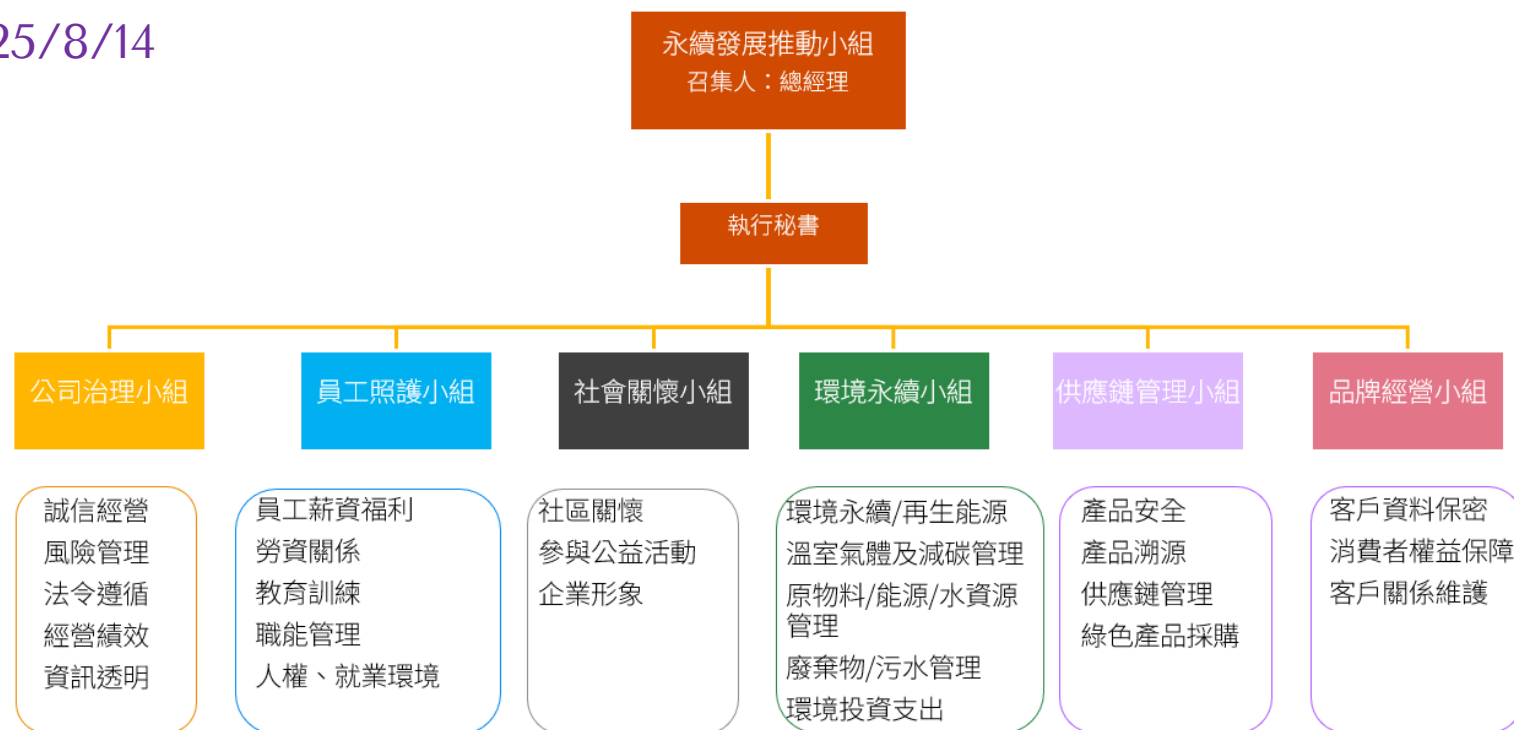 25/8/14
永續發展推動小組
召集人：總經理
執行秘書
公司治理小組
員工照護小組
社會關懷小組
環境永續小組
供應鏈管理小組
品牌經營小組
誠信經營
風險管理
法令遵循
經營績效
資訊透明
員工薪資福利
勞資關係
教育訓練
職能管理
人權、就業環境
社區關懷
參與公益活動
企業形象
環境永續/再生能源
溫室氣體及減碳管理
原物料/能源/水資源
管理
廢棄物/污水管理
環境投資支出
產品安全
產品溯源
供應鏈管理
綠色產品採購
客戶資料保密
消費者權益保障
客戶關係維護